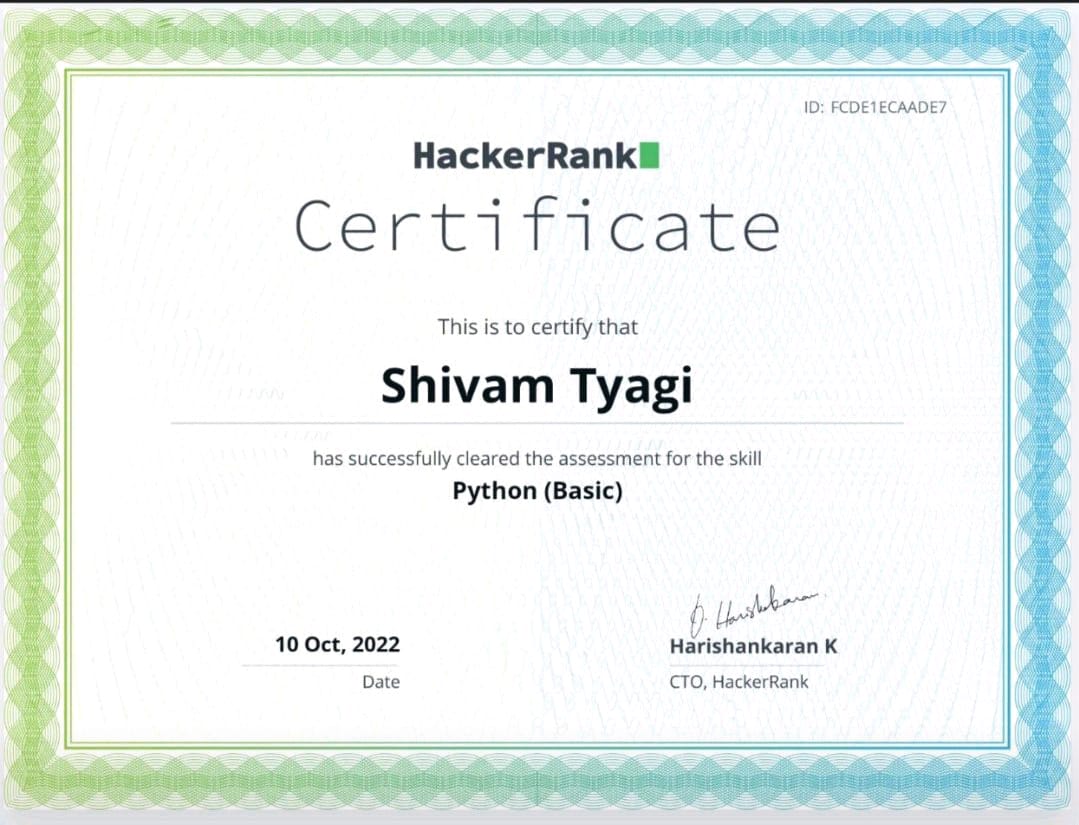 ID: FCDE1ECAADE7
HackerRank
Certificate
This is to certify that
Shivam Tyagi
has successfully cleared the assessment for the skill
Python (Basic)
10 Oct, 2022
Date
Harishankaran K
CTO, HackerRank